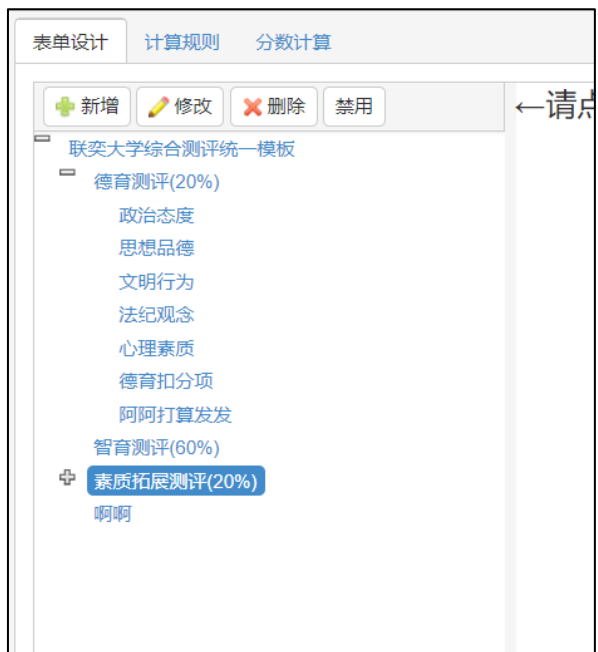 表单设计 计算规则 分数计算
新增 修改 删除 禁用
←请
联奕大学综合测评统一模板
德育测评(20%)
政治态度
思想品德
文明行为
法纪观念
心理素质
德育扣分项
阿阿打算发发
智育测评(60%)
素质拓展测评(20%)
啊啊